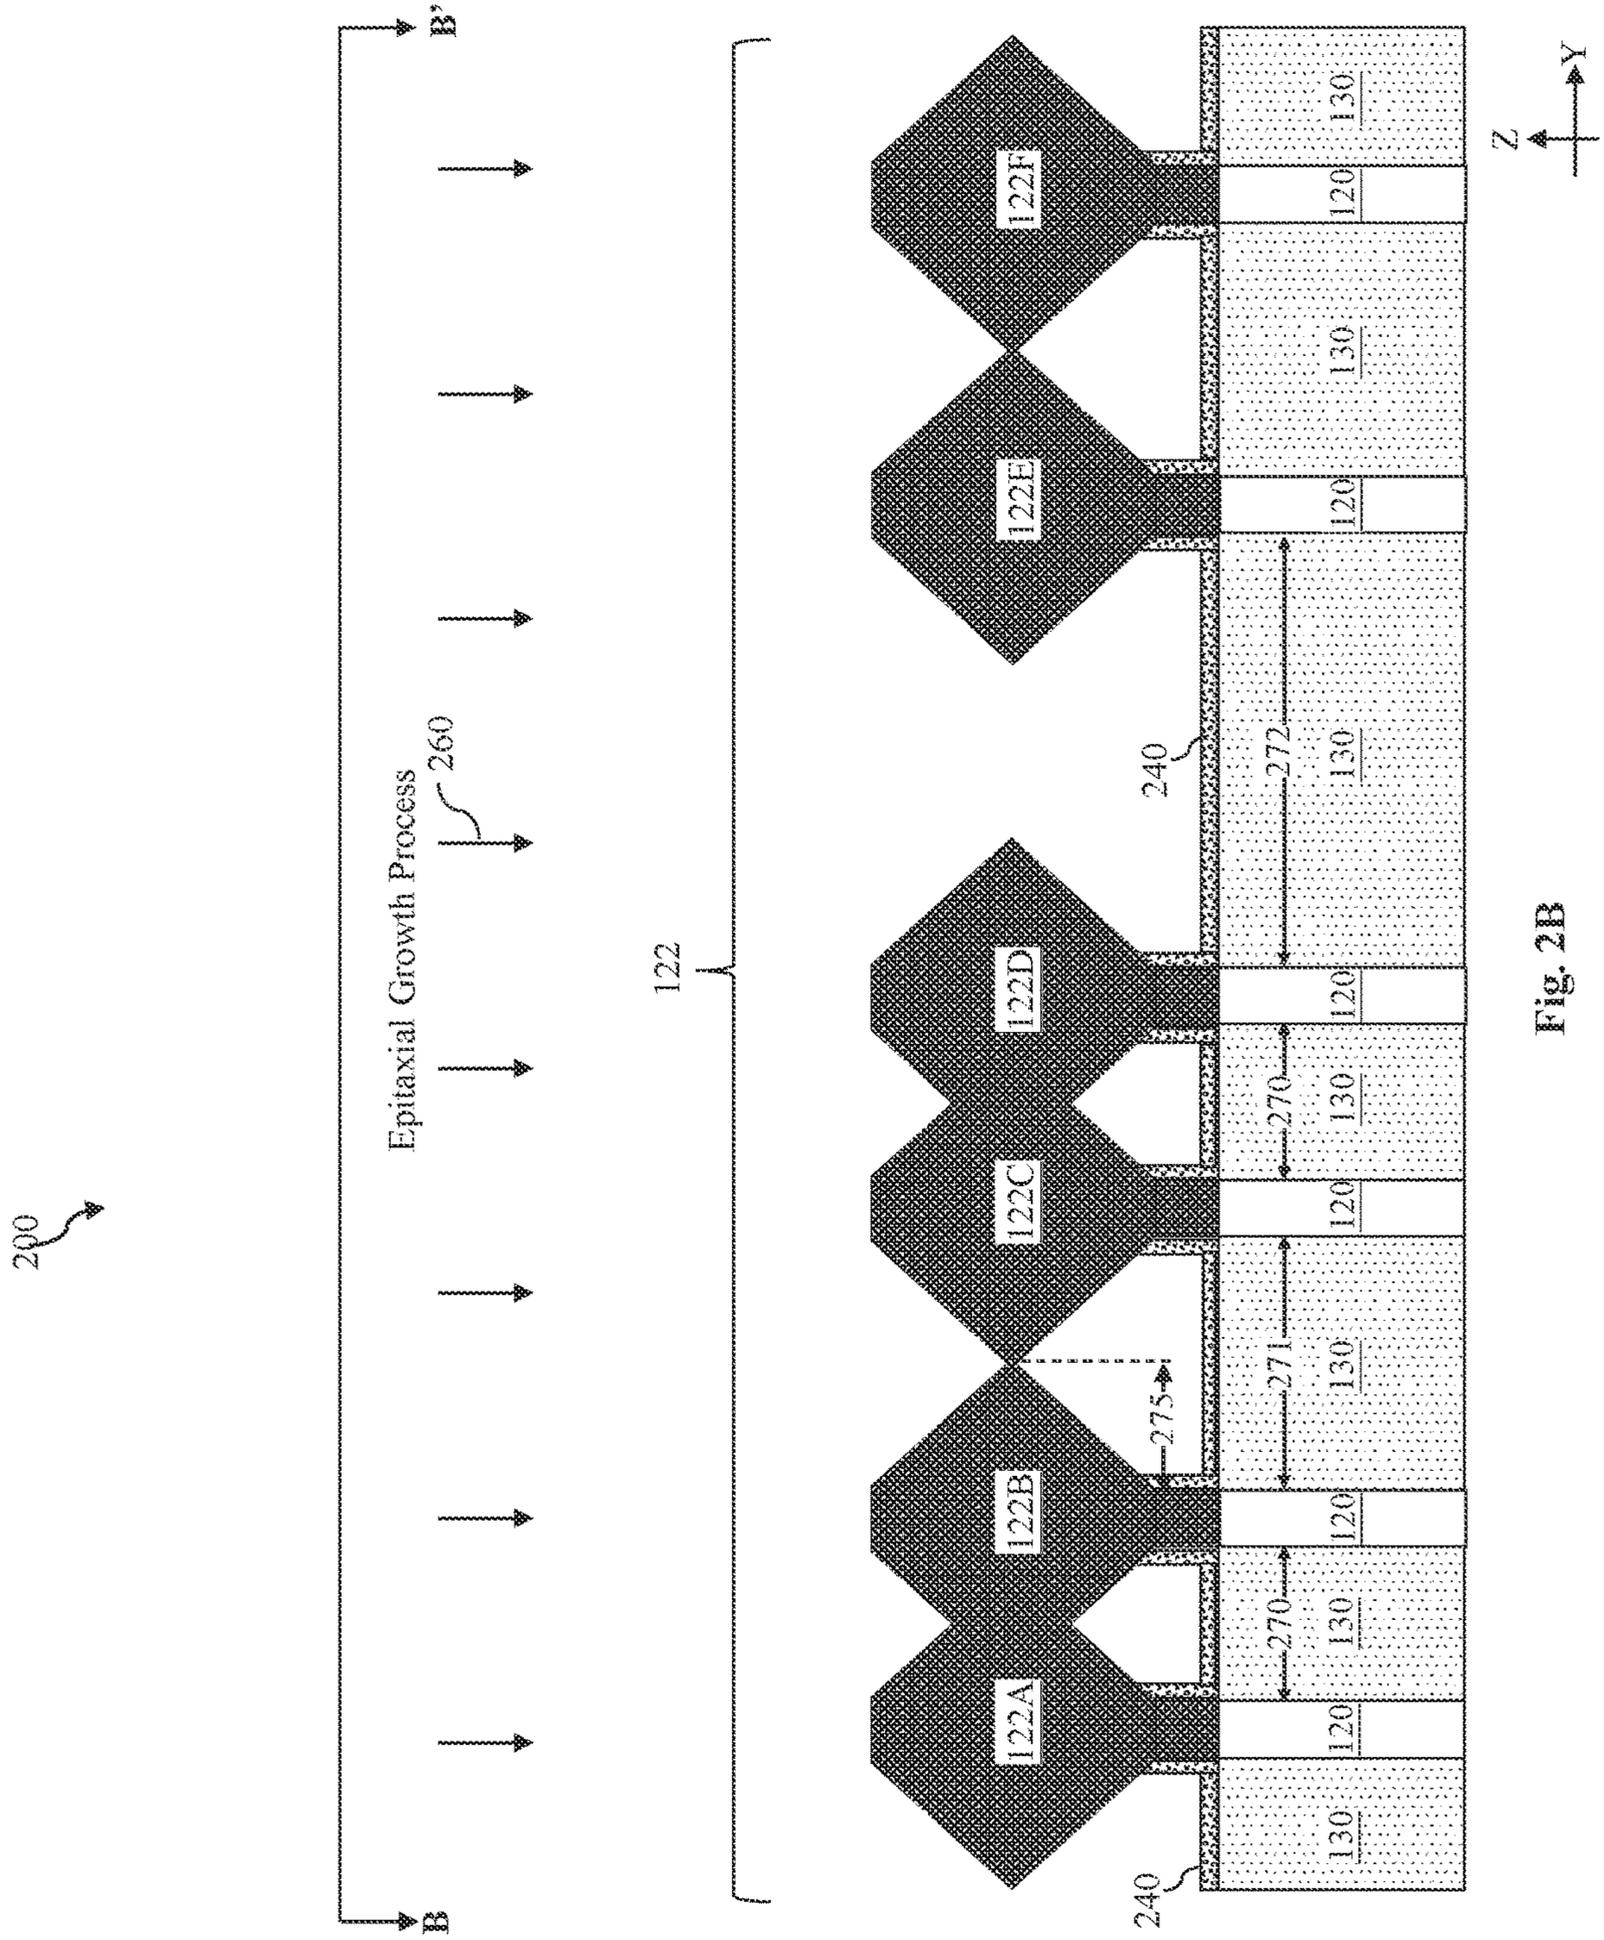 200
B B'
Epitaxial Growth Process
260
122
122A 122B 122C 122D 122E 122F
240 275 240
270 271 270 272
130 120 130 120 130 120 130 120 130 120 130 120 130
Z
Y
Fig. 2B